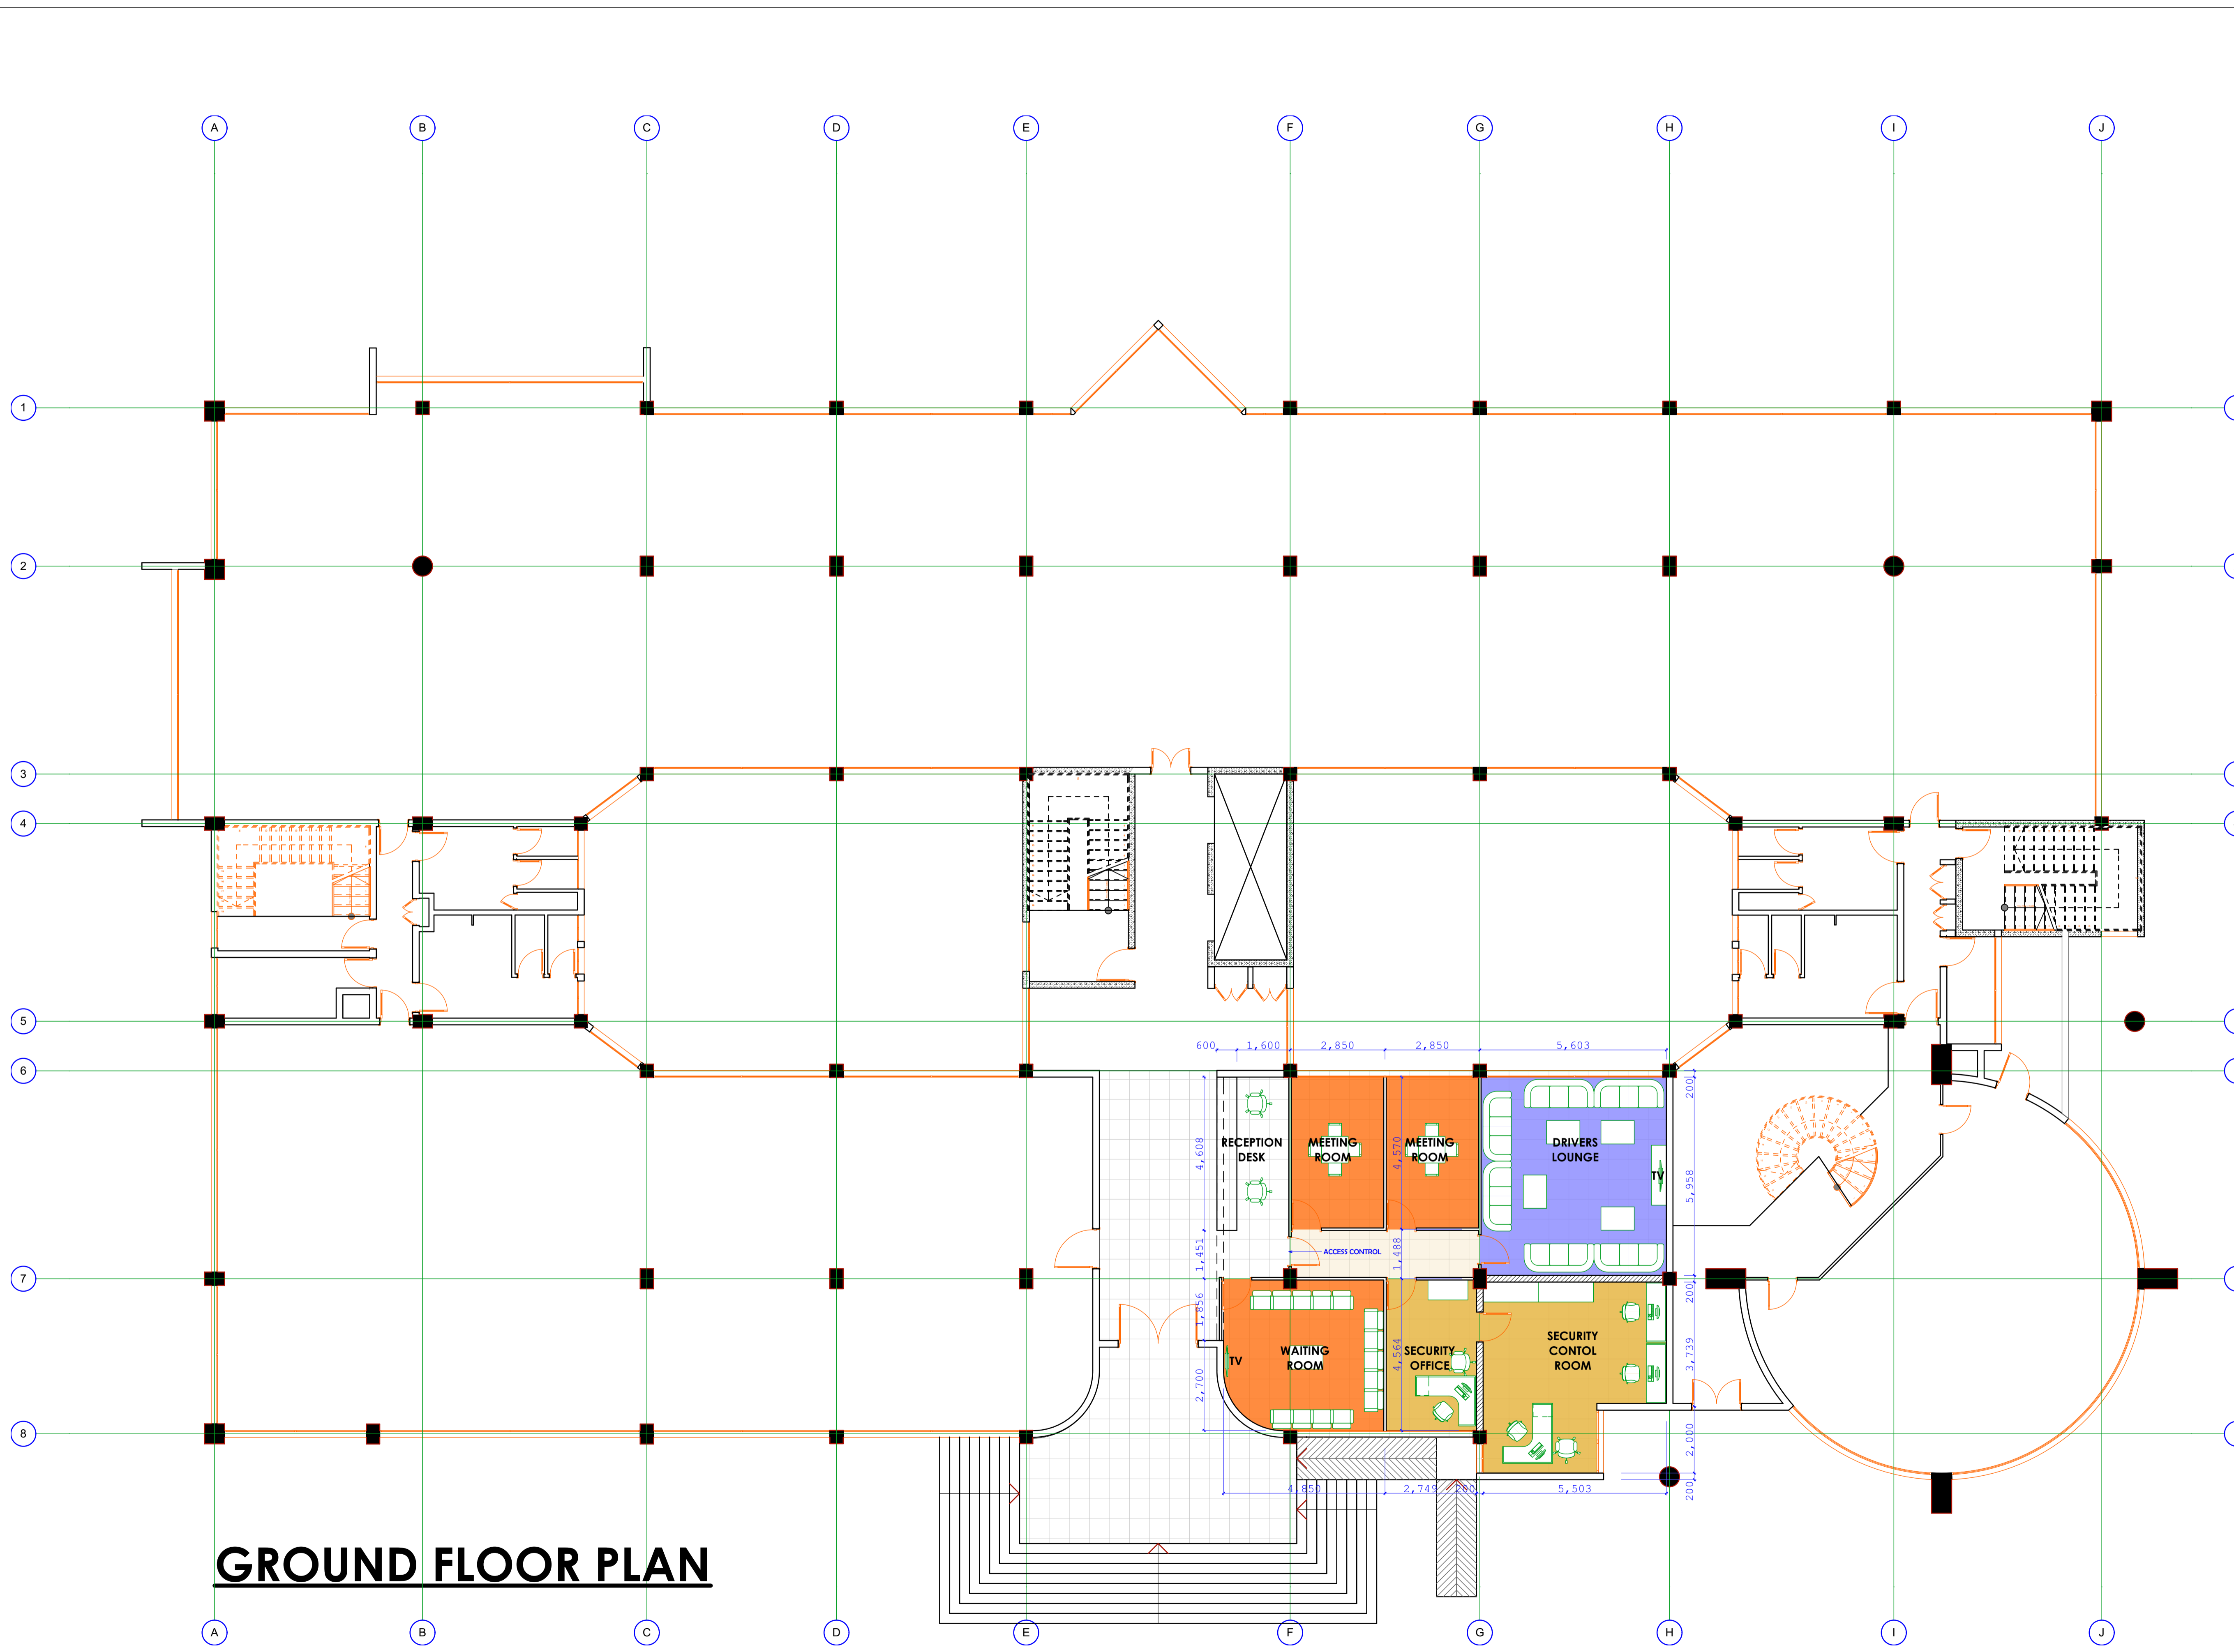 A B C D E F G H I J
1
2
3
4
5
6
600 1,600 2,850 2,850 5,603
200
RECEPTION
DESK
4,608
MEETING
ROOM
4,570
MEETING
ROOM
DRIVERS
LOUNGE
TV
5,958
1,451
ACCESS CONTROL
1,488
7
200
1,856
WAITING
ROOM
TV
4,564
SECURITY
OFFICE
SECURITY
CONTOL
ROOM
3,739
2,700
8
2,000
4,850 2,749 200 5,503
200
GROUND FLOOR PLAN
A B C D E F G H I J